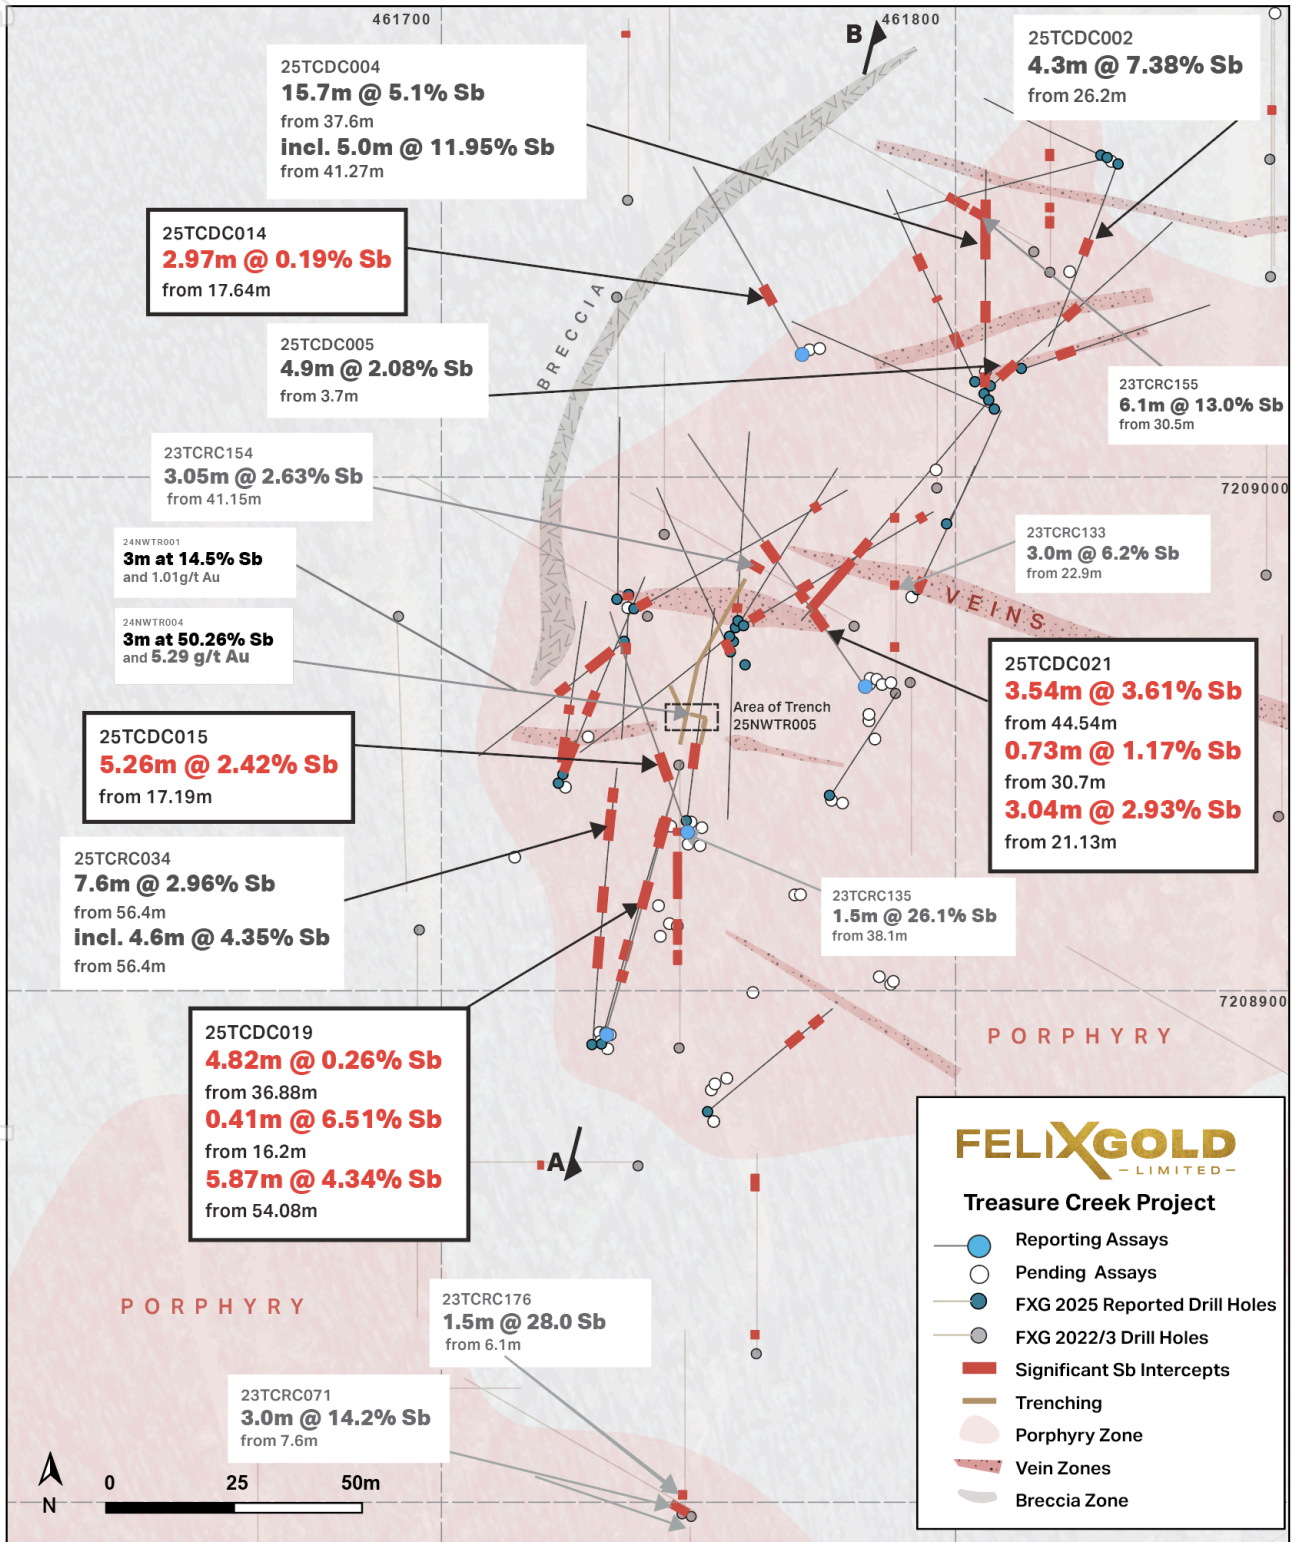 461700
461800
B
25TCDC002
4.3m @ 7.38% Sb
from 26.2m
25TCDC004
15.7m @ 5.1% Sb
from 37.6m
incl. 5.0m @ 11.95% Sb
from 41.27m
25TCDC014
2.97m @ 0.19% Sb
from 17.64m
BRECCIA
25TCDC005
4.9m @ 2.08% Sb
from 3.7m
23TCRC155
6.1m @ 13.0% Sb
from 30.5m
23TCRC154
3.05m @ 2.63% Sb
from 41.15m
7209000
24NWTR001
3m at 14.5% Sb
and 1.01g/t Au
23TCRC133
3.0m @ 6.2% Sb
from 22.9m
VEINS
24NWTR004
3m at 50.26% Sb
and 5.29 g/t Au
25TCDC021
3.54m @ 3.61% Sb
from 44.54m
0.73m @ 1.17% Sb
from 30.7m
3.04m @ 2.93% Sb
from 21.13m
Area of Trench
25NWTR005
25TCDC015
5.26m @ 2.42% Sb
from 17.19m
25TCRC034
7.6m @ 2.96% Sb
from 56.4m
incl. 4.6m @ 4.35% Sb
from 56.4m
23TCRC135
1.5m @ 26.1% Sb
from 38.1m
7208900
PORPHYRY
25TCDC019
4.82m @ 0.26% Sb
from 36.88m
0.41m @ 6.51% Sb
from 16.2m
5.87m @ 4.34% Sb
from 54.08m
A
PORPHYRY
23TCRC176
1.5m @ 28.0 Sb
from 6.1m
23TCRC071
3.0m @ 14.2% Sb
from 7.6m
N
0 25 50m
FELIXGOLD
LIMITED
Treasure Creek Project
Reporting Assays
Pending Assays
FXG 2025 Reported Drill Holes
FXG 2022/3 Drill Holes
Significant Sb Intercepts
Trenching
Porphyry Zone
Vein Zones
Breccia Zone